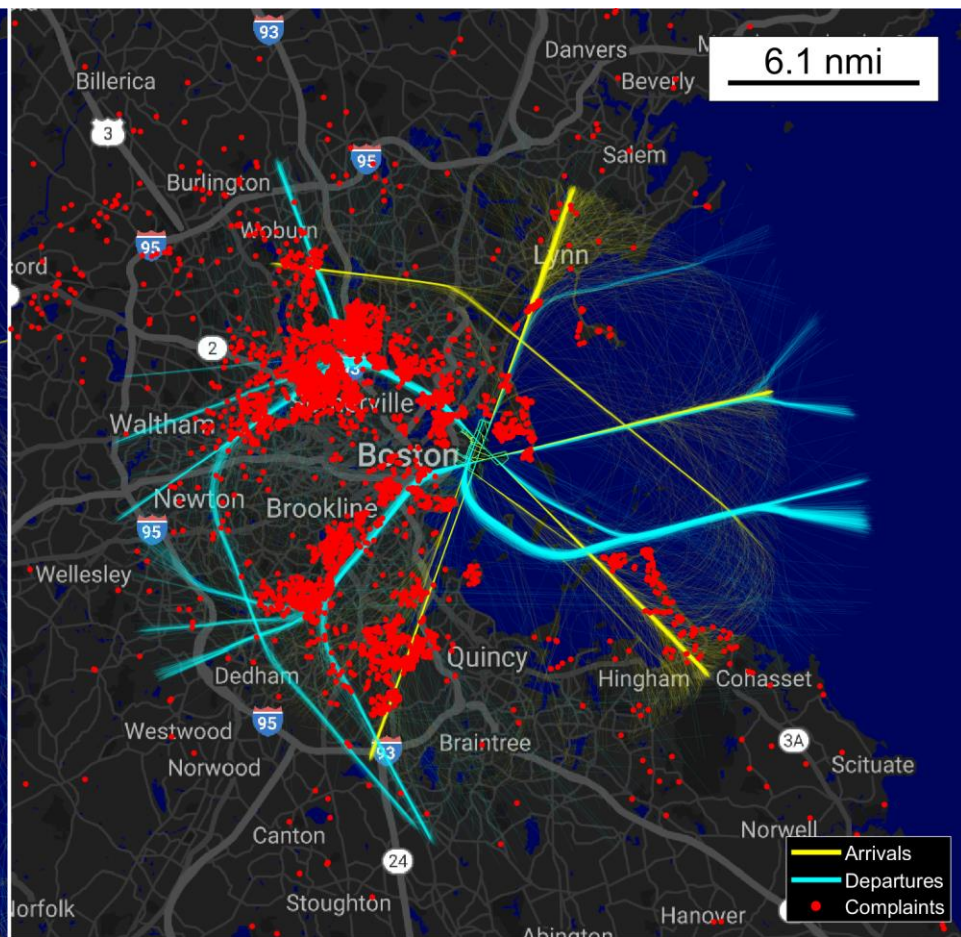 93
Danvers
6.1 nmi
Billerica
Beverly
3
95
Salem
Burlington
Woburn
95
Lynn
cord
2
Waltham
Boston
Newton
Brookline
95
Wellesley
Quincy
Dedham
Hingham
Cohasset
95
Westwood
93
Braintree
3A
Norwood
Scituate
Canton
Norwell
24
Arrivals
Departures
Stoughton
Complaints
Norfolk
Hanover
Abington